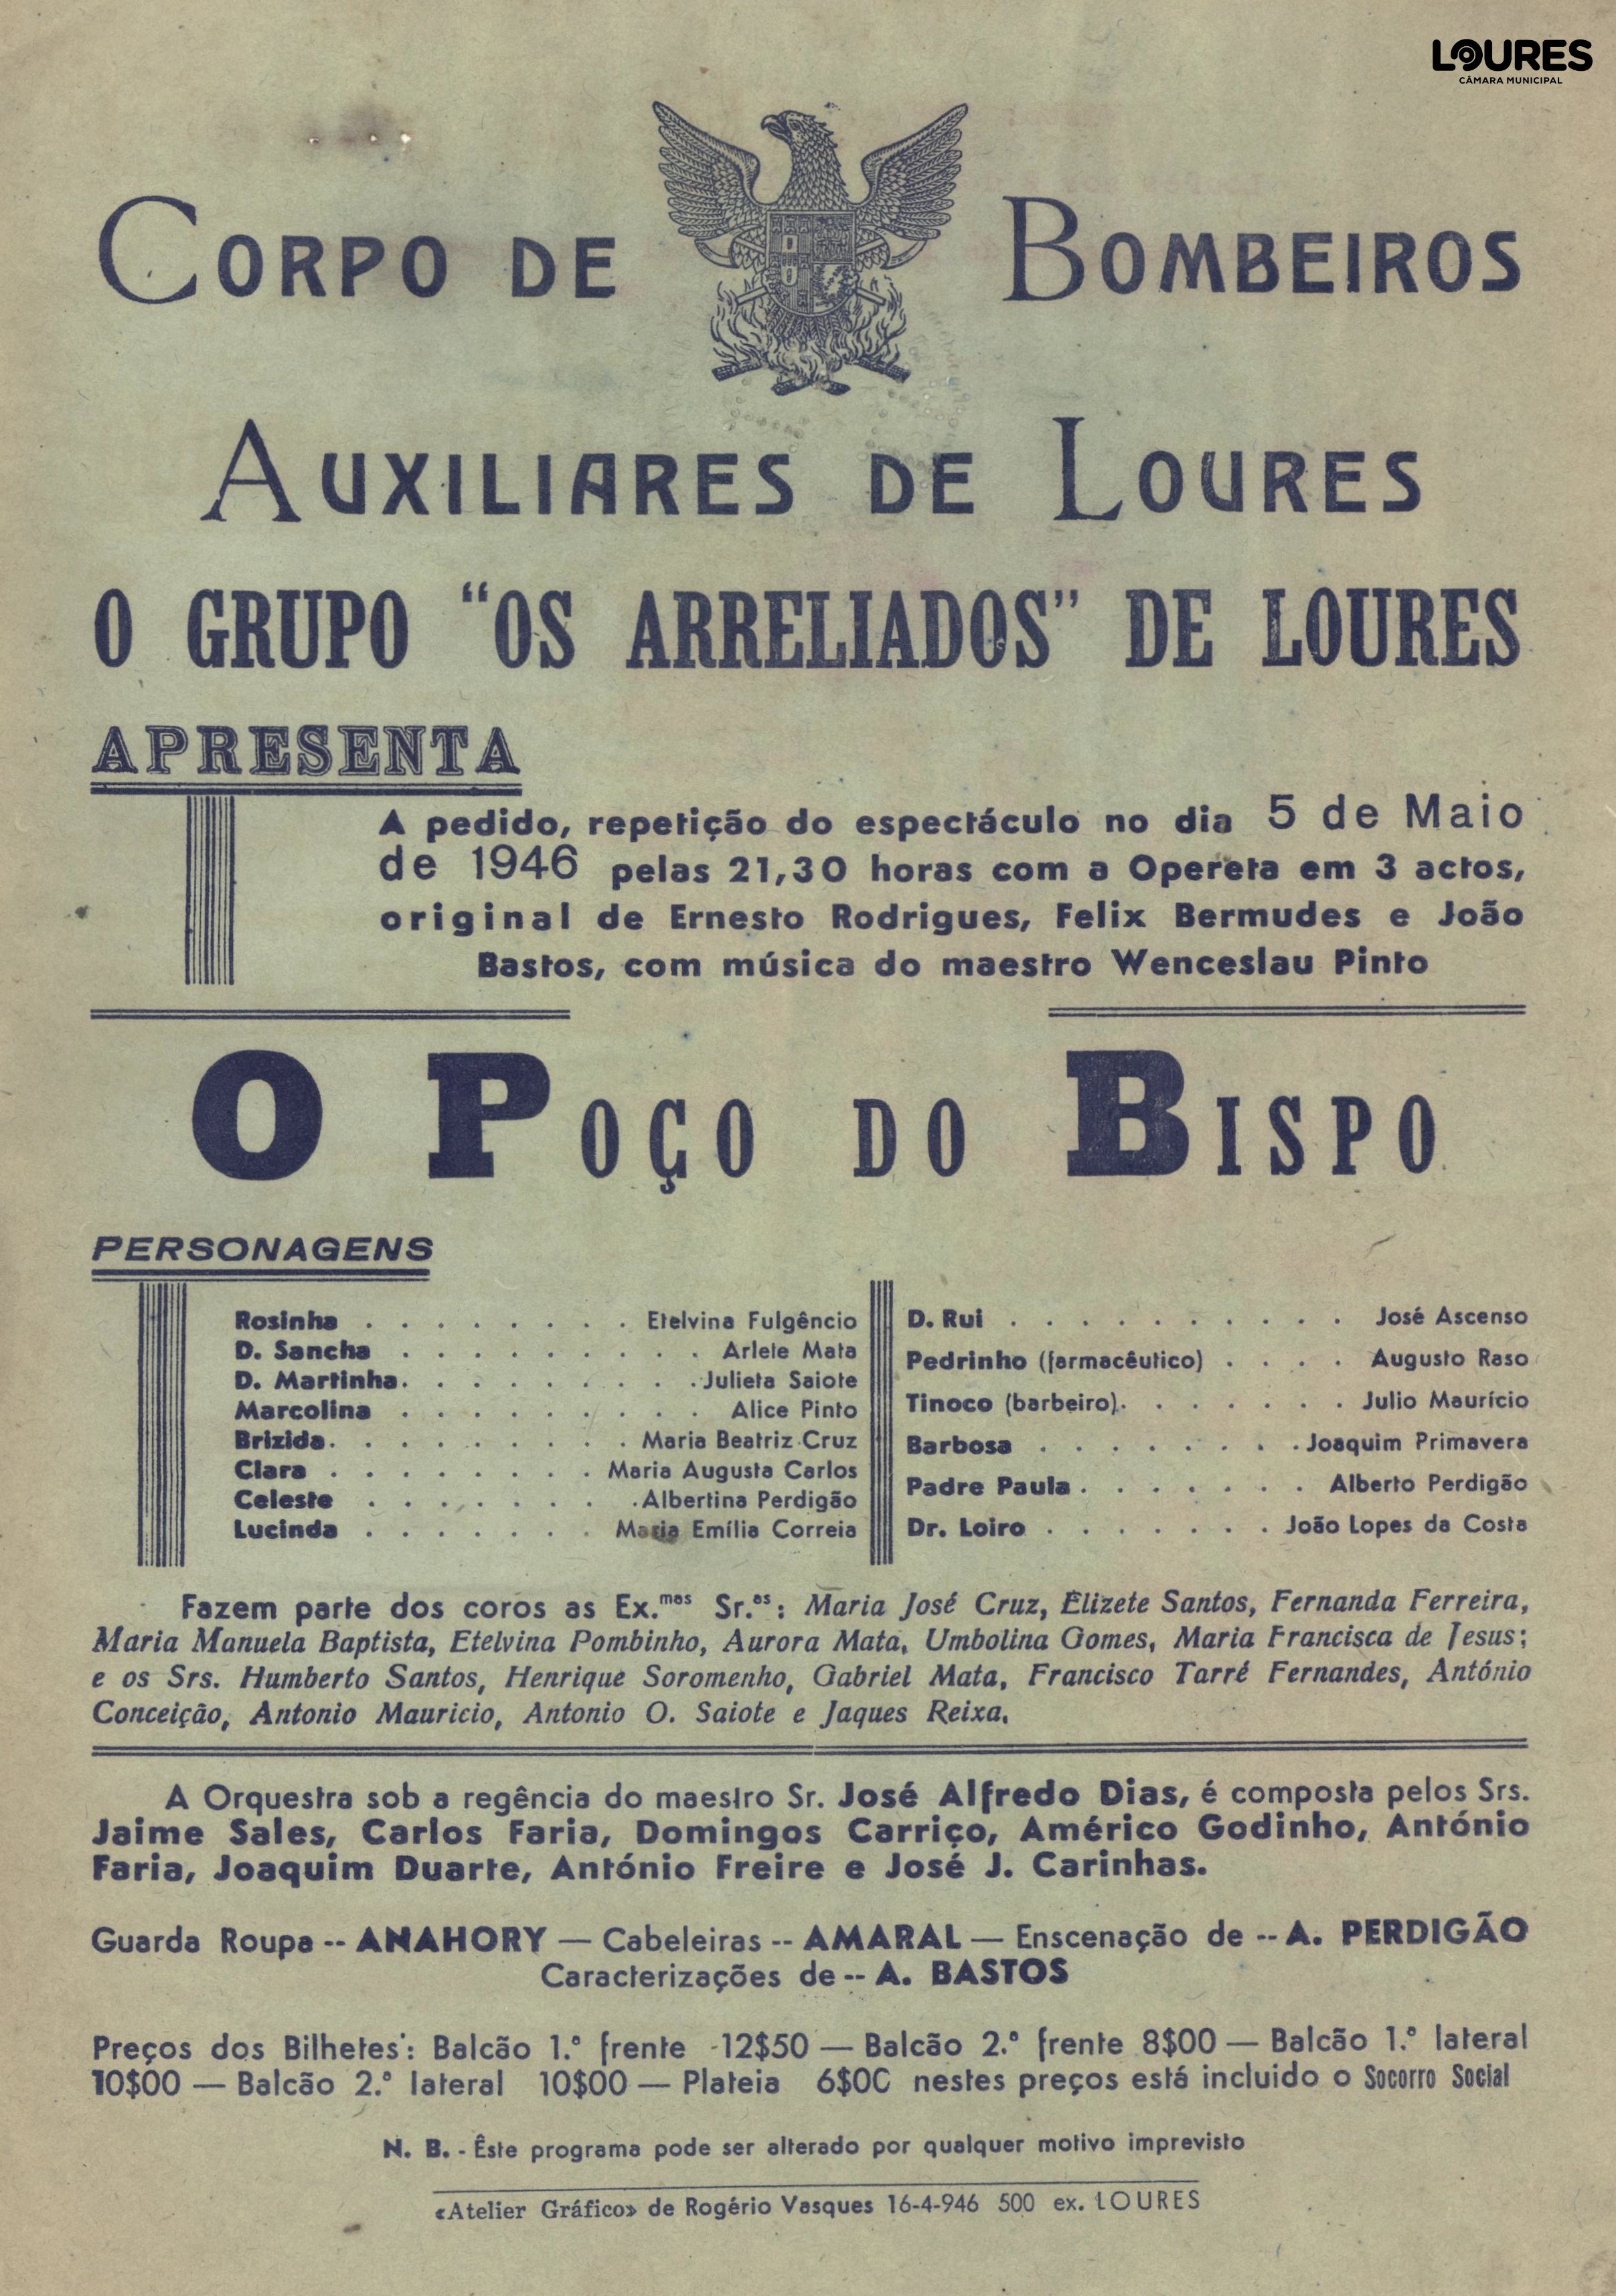 LOURES
CÂMARA MUNICIPAL
CORPO DE BOMBEIROS
AUXILIARES DE LOURES
O GRUPO “OS ARRELIADOS” DE LOURES
APRESENTA
A pedido, repetição do espectáculo no dia 5 de Maio
de 1946 pelas 21,30 horas com a Opereta em 3 actos,
original de Ernesto Rodrigues, Felix Bermudes e João
Bastos, com música do maestro Wenceslau Pinto
O POÇO DO BISPO
PERSONAGENS
Rosinha . . . . . . . . . Etelvina Fulgêncio
D. Sancha . . . . . . . . . . Arlete Mata
D. Martinha. . . . . . . . . . Julieta Saiote
Marcolina . . . . . . . . . . Alice Pinto
Brizida. . . . . . . . . . Maria Beatriz Cruz
Clara . . . . . . . . . Maria Augusta Carlos
Celeste . . . . . . . . Albertina Perdigão
Lucinda . . . . . . . . Maria Emília Correia
D. Rui . . . . . . . . . . . José Ascenso
Pedrinho (farmacêutico) . . . . Augusto Raso
Tinoco (barbeiro). . . . . . . Julio Maurício
Barbosa . . . . . . . . Joaquim Primavera
Padre Paula . . . . . . . Alberto Perdigão
Dr. Loiro . . . . . . . . João Lopes da Costa
Fazem parte dos coros as Ex.mas Sr.as: Maria José Cruz, Elizete Santos, Fernanda Ferreira,
Maria Manuela Baptista, Etelvina Pombinho, Aurora Mata, Umbolina Gomes, Maria Francisca de Jesus;
e os Srs. Humberto Santos, Henrique Soromenho, Gabriel Mata, Francisco Tarré Fernandes, António
Conceição, Antonio Mauricio, Antonio O. Saiote e Jaques Reixa.
A Orquestra sob a regência do maestro Sr. José Alfredo Dias, é composta pelos Srs.
Jaime Sales, Carlos Faria, Domingos Carriço, Américo Godinho, António
Faria, Joaquim Duarte, António Freire e José J. Carinhas.
Guarda Roupa -- ANAHORY — Cabeleiras -- AMARAL — Enscenação de -- A. PERDIGÃO
Caracterizações de -- A. BASTOS
Preços dos Bilhetes: Balcão 1.ª frente -12$50 — Balcão 2.ª frente 8$00 — Balcão 1.ª lateral
10$00 — Balcão 2.ª lateral 10$00 — Plateia 6$00 nestes preços está incluido o Socorro Social
N. B. - Êste programa pode ser alterado por qualquer motivo imprevisto
«Atelier Gráfico» de Rogério Vasques 16-4-946 500 ex. LOURES